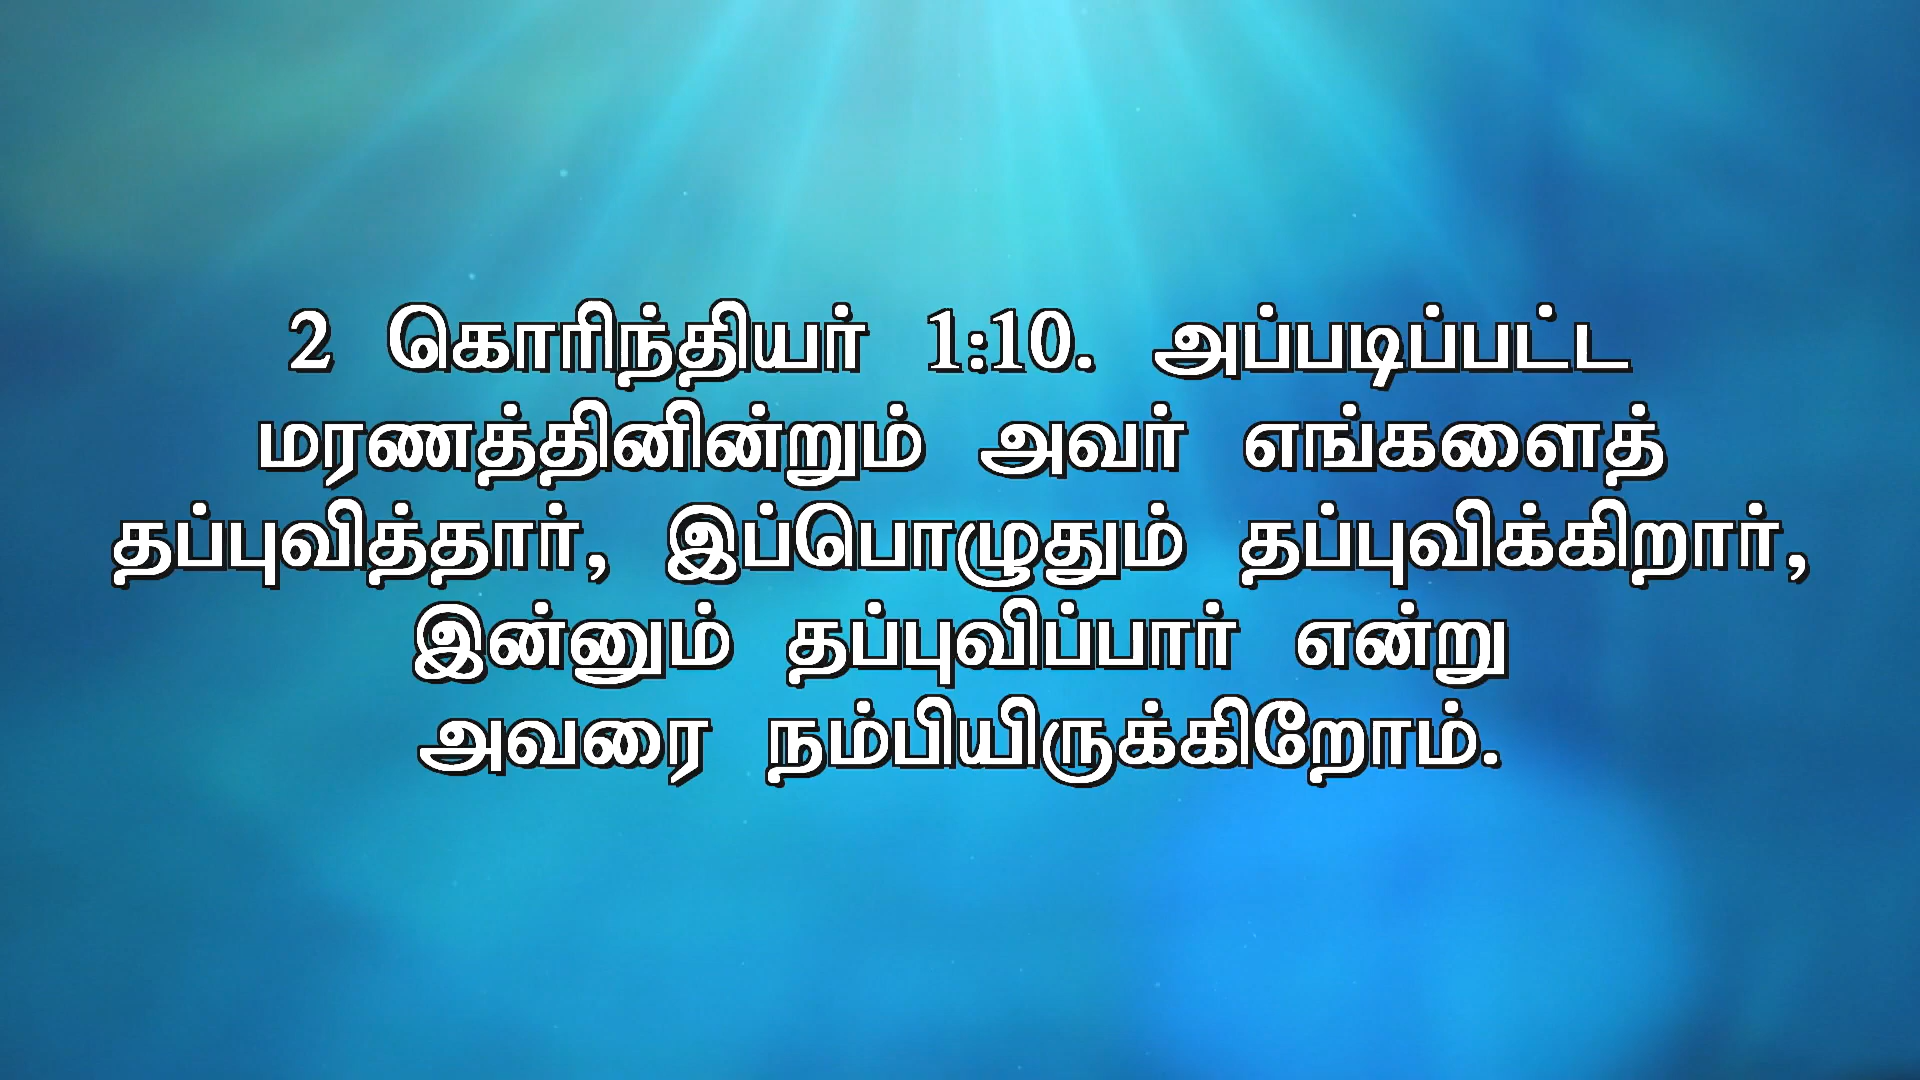 2 கொரிந்தியர் 1:10. அப்படிப்பட்ட
மரணத்தினின்றும் அவர் எங்களைத்
தப்புவித்தார், இப்பொழுதும் தப்புவிக்கிறார்,
இன்னும் தப்புவிப்பார் என்று
அவரை நம்பியிருக்கிறோம்.